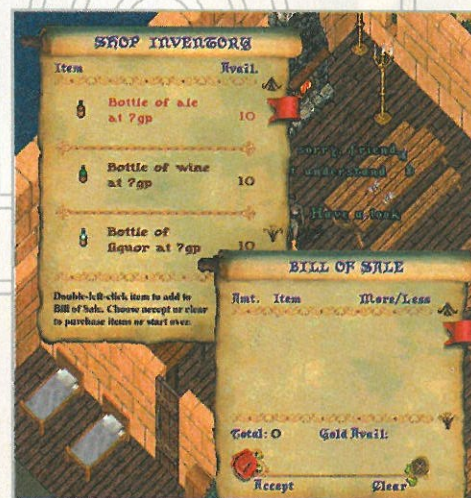 SHOP INVENTORY
Item Avail.
Bottle of ale
at 7gp 10
Bottle of wine
at 7gp 10
Bottle of
liquor at 7gp 10
Double-left-click item to add to
Bill of Sale. Choose accept or clear
to purchase items or start over.
sorry, friend,
t understand
Have a look
BILL OF SALE
Amt. Item More/Less
Total: 0 Gold Avail:
Accept Clear